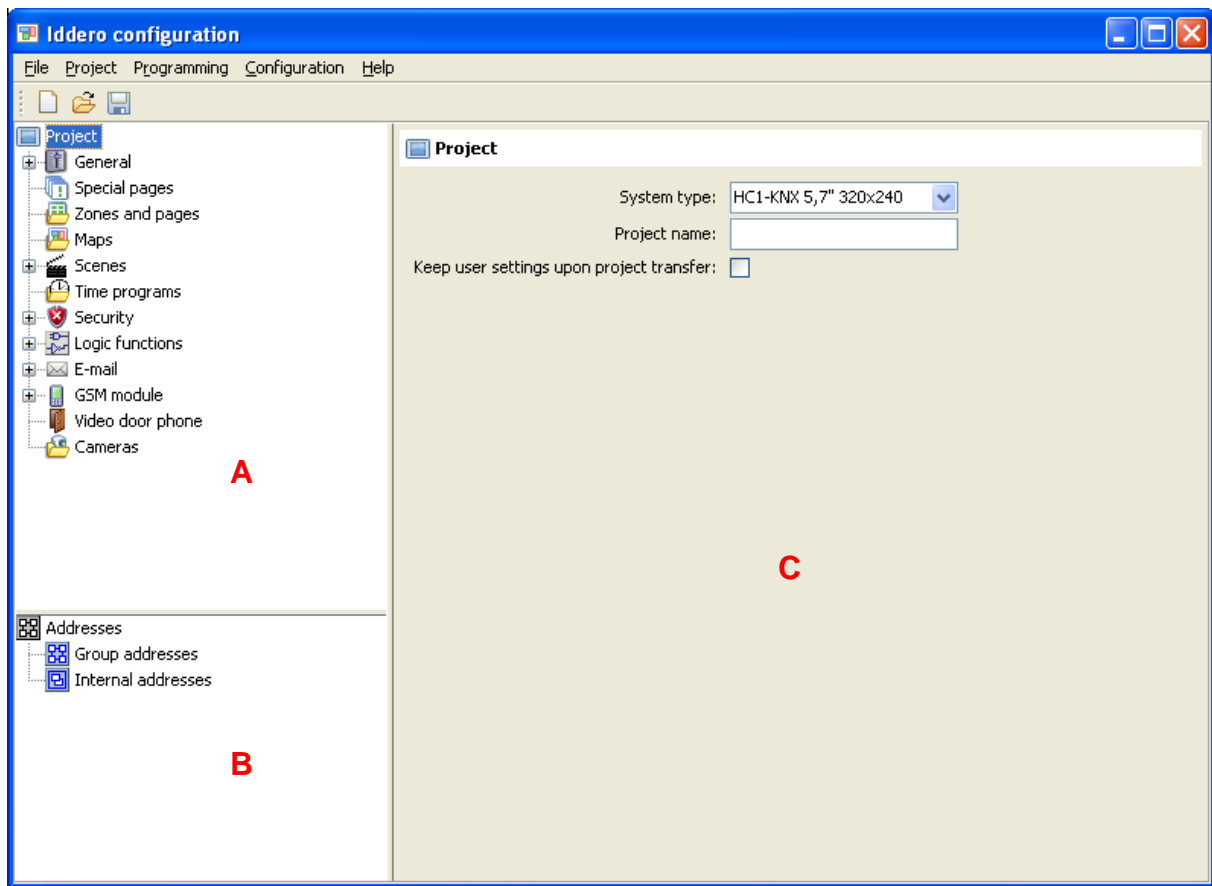 Iddero configuration
File Project Programming Configuration Help
Project
General
Special pages
Zones and pages
Maps
Scenes
Time programs
Security
Logic functions
E-mail
GSM module
Video door phone
Cameras
A
Addresses
Group addresses
Internal addresses
B
Project
System type: HC1-KNX 5,7" 320x240
Project name:
Keep user settings upon project transfer:
C